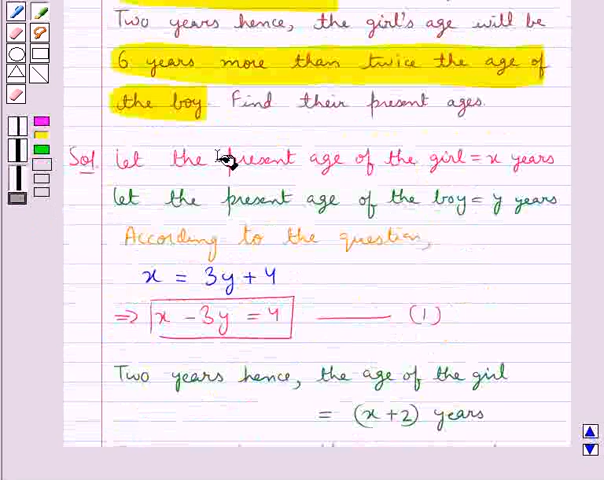 Two years hence, the girl's age will be
6 years more than twice the age of
the boy. Find their present ages.
Sol. Let the present age of the girl = x years
Let the present age of the boy = y years
According to the question,
x = 3y + 4
⇒ x - 3y = 4 ——— (1)
Two years hence, the age of the girl
= (x + 2) years